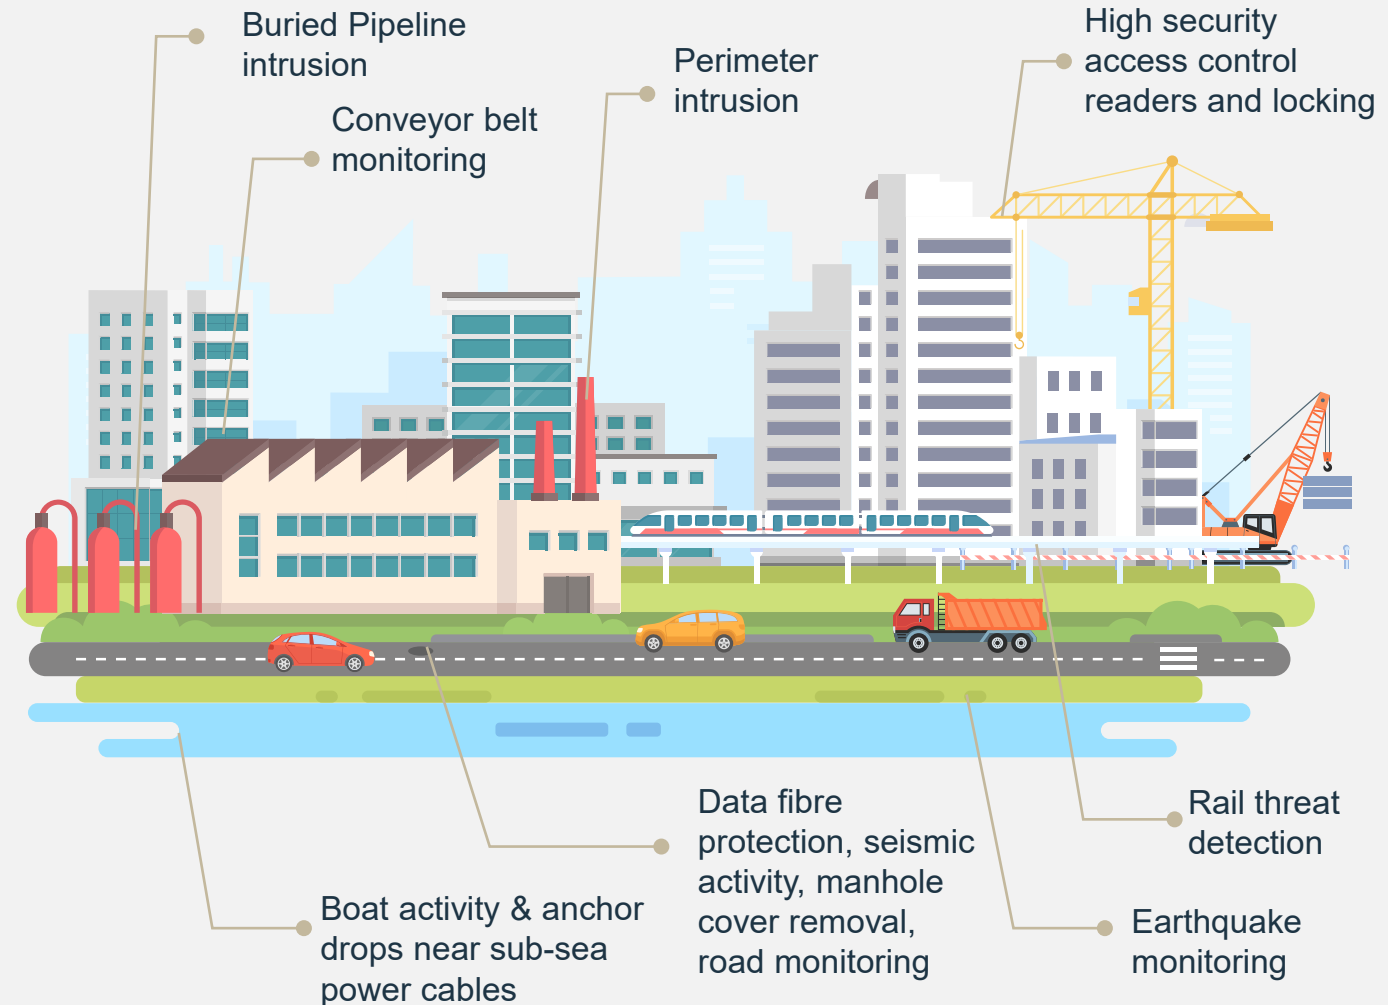 Buried Pipeline
intrusion
Conveyor belt
monitoring
Perimeter
intrusion
High security
access control
readers and locking
Data fibre
protection, seismic
activity, manhole
cover removal,
road monitoring
Rail threat
detection
Boat activity & anchor
drops near sub-sea
power cables
Earthquake
monitoring